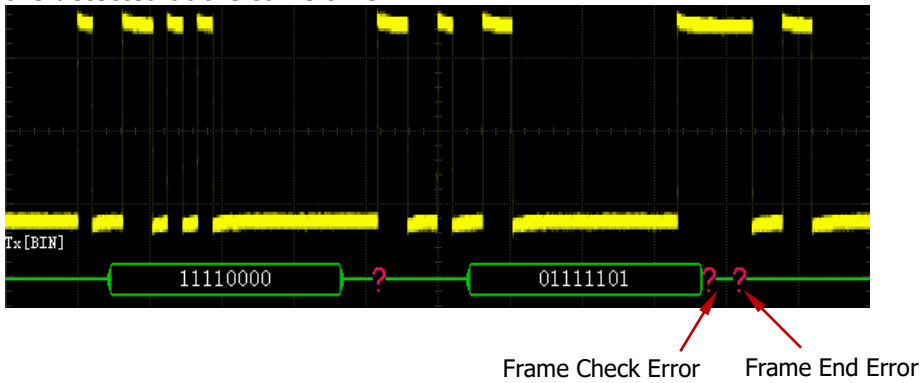 Tx[BIN]
11110000
?
01111101
?
?
Frame Check Error
Frame End Error